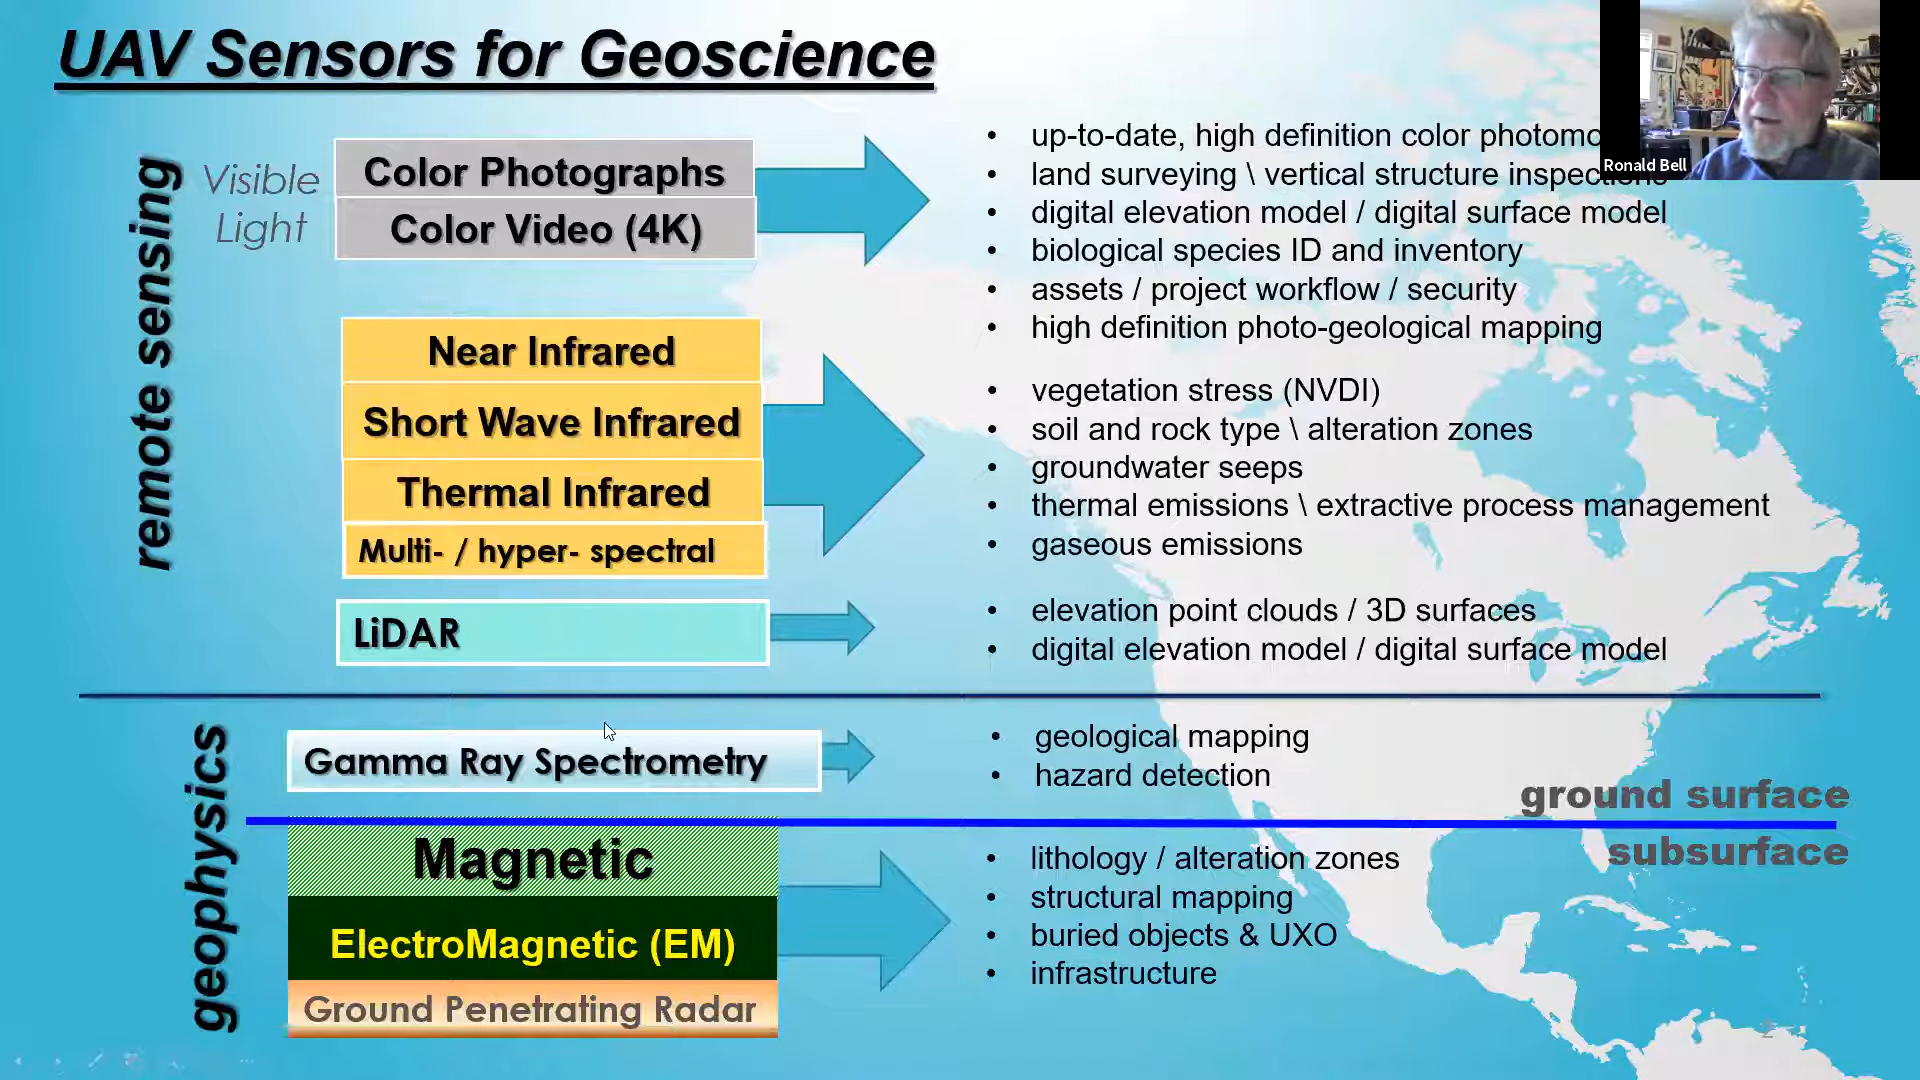 UAV Sensors for Geoscience
remote sensing
Visible
Light
Color Photographs
Color Video (4K)
• up-to-date, high definition color photomo
• land surveying \ vertical structure inspections
• digital elevation model / digital surface model
• biological species ID and inventory
• assets / project workflow / security
• high definition photo-geological mapping
Ronald Bell
Near Infrared
Short Wave Infrared
Thermal Infrared
Multi- / hyper- spectral
• vegetation stress (NVDI)
• soil and rock type \ alteration zones
• groundwater seeps
• thermal emissions \ extractive process management
• gaseous emissions
LiDAR
• elevation point clouds / 3D surfaces
• digital elevation model / digital surface model
geophysics
Gamma Ray Spectrometry
• geological mapping
• hazard detection
ground surface
subsurface
Magnetic
ElectroMagnetic (EM)
Ground Penetrating Radar
• lithology / alteration zones
• structural mapping
• buried objects & UXO
• infrastructure
2